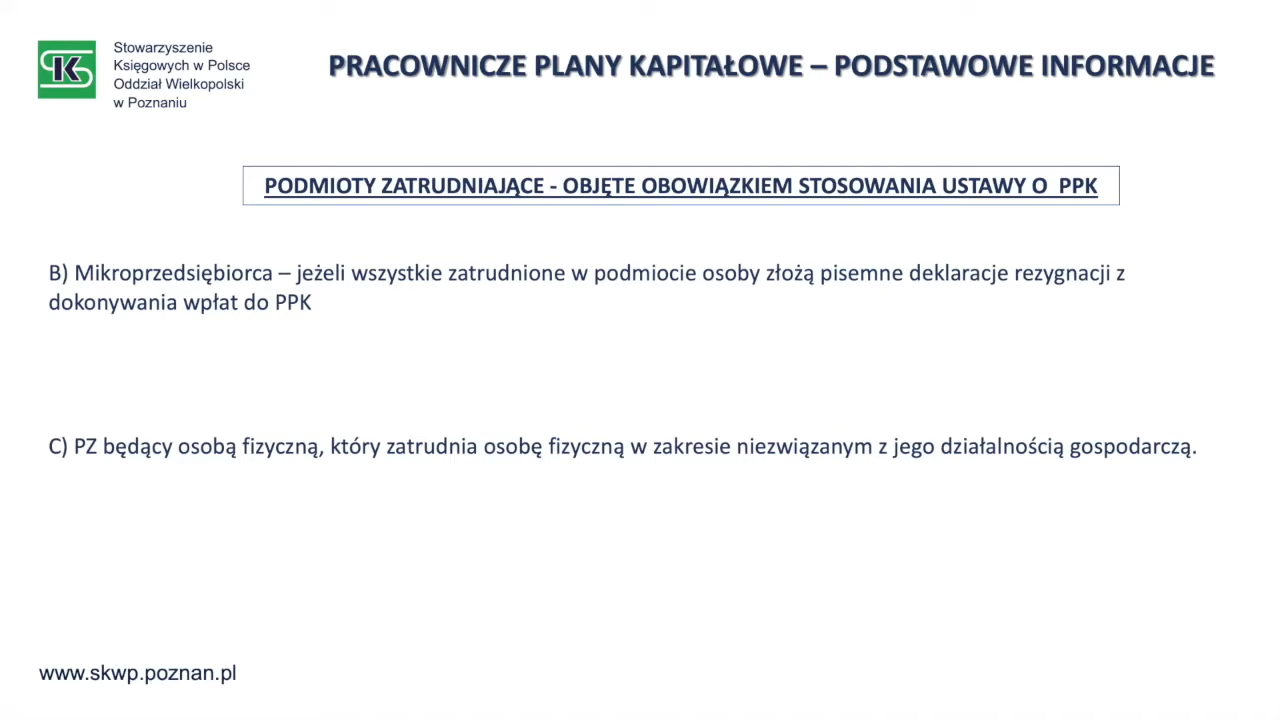 Stowarzyszenie
Księgowych w Polsce
Oddział Wielkopolski
w Poznaniu
PRACOWNICZE PLANY KAPITAŁOWE – PODSTAWOWE INFORMACJE
PODMIOTY ZATRUDNIAJĄCE - OBJĘTE OBOWIĄZKIEM STOSOWANIA USTAWY O PPK
B) Mikroprzedsiębiorca – jeżeli wszystkie zatrudnione w podmiocie osoby złożą pisemne deklaracje rezygnacji z
dokonywania wpłat do PPK
C) PZ będący osobą fizyczną, który zatrudnia osobę fizyczną w zakresie niezwiązanym z jego działalnością gospodarczą.
www.skwp.poznan.pl